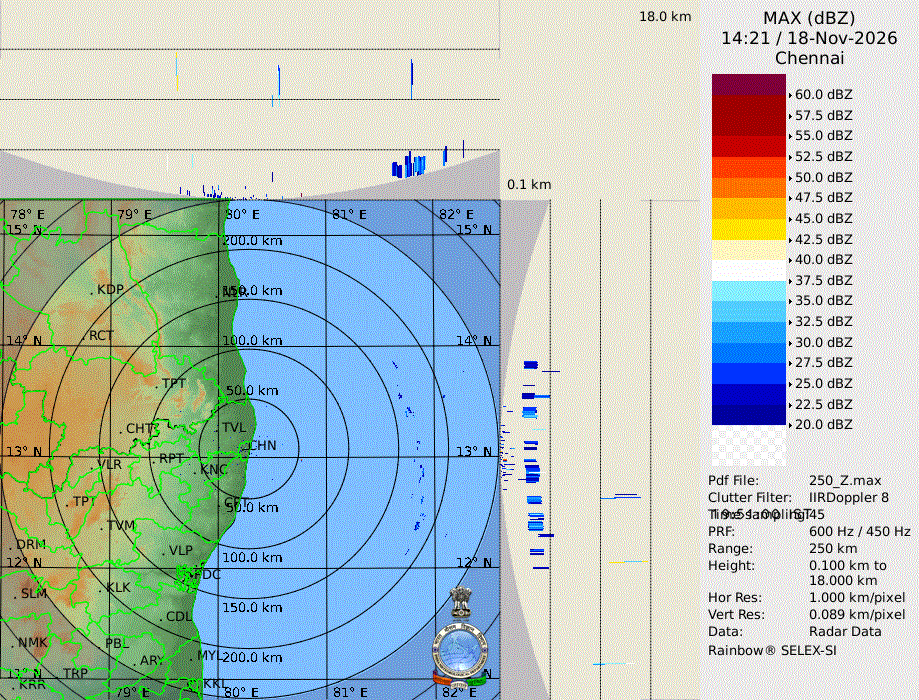 18.0 km
0.1 km
MAX (dBZ)
14:21 / 18-Nov-2026
Chennai
60.0 dBZ
57.5 dBZ
55.0 dBZ
52.5 dBZ
50.0 dBZ
47.5 dBZ
45.0 dBZ
42.5 dBZ
40.0 dBZ
37.5 dBZ
35.0 dBZ
32.5 dBZ
30.0 dBZ
27.5 dBZ
25.0 dBZ
22.5 dBZ
20.0 dBZ
Pdf File: 250_Z.max
Clutter Filter: IIRDoppler 8
Time sampling: 45
PRF: 600 Hz / 450 Hz
Range: 250 km
Height: 0.100 km to
18.000 km
Hor Res: 1.000 km/pixel
Vert Res: 0.089 km/pixel
Data: Radar Data
Rainbow® SELEX-SI
78° E 79° E 80° E 81° E 82° E
15° N 200.0 km 15° N
KDP 150.0 km
RCT
14° N 100.0 km 14° N
TPT
50.0 km
CHT TVL
CHN
13° N 13° N
VLR RPT
KNC
TPT
50.0 km
TVM
DRM VLP 100.0 km
12° N 12° N
PDC
SLM KLK
150.0 km
CDL
NMK PBL
ARY MYL 200.0 km
TRP
11° N 11° N
KRR KKL
79° E 80° E 81° E 82° E